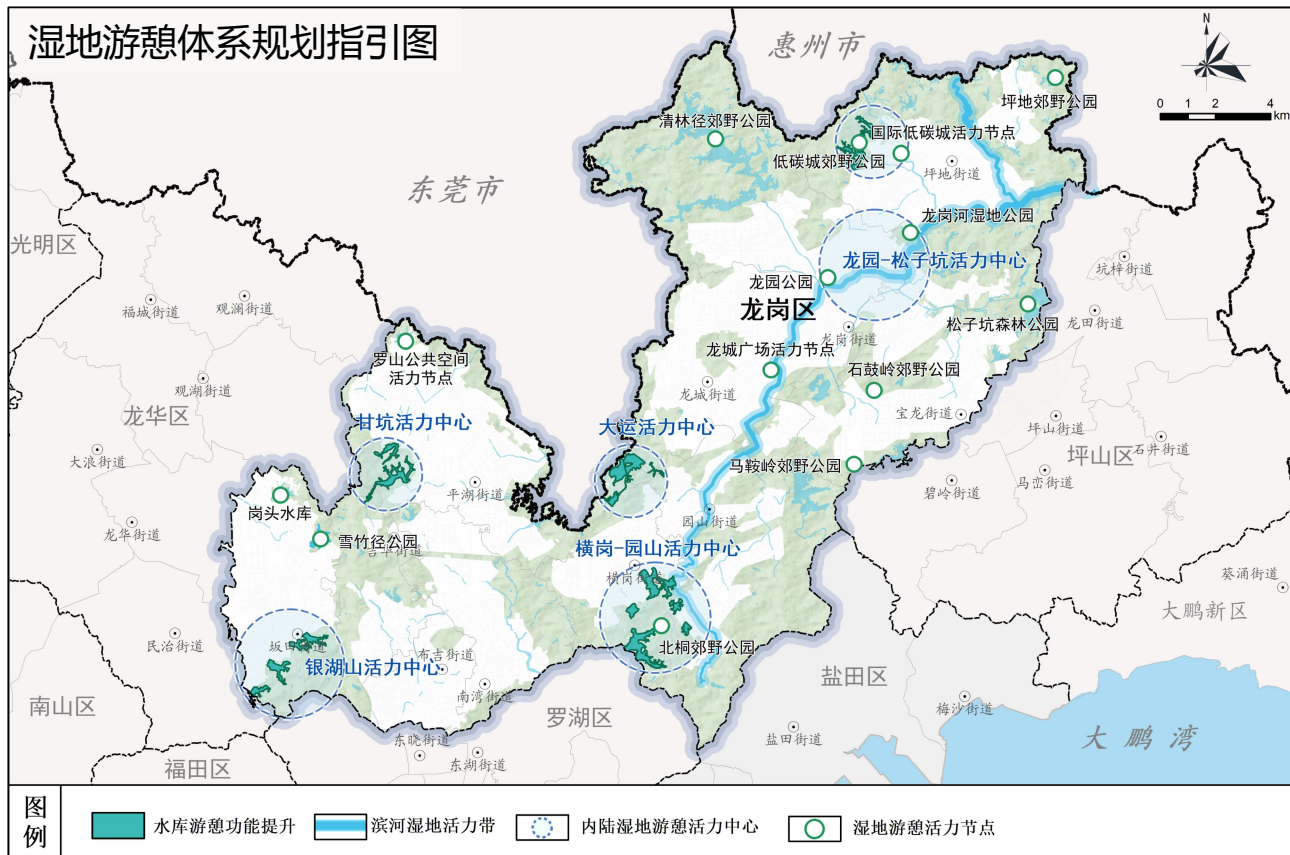 湿地游憩体系规划指引图
惠州市
N
0 1 2 4
km
坪地郊野公园
清林径郊野公园
国际低碳城活力节点
低碳城郊野公园
坪地街道
东莞市
龙岗河湿地公园
光明区
龙园-松子坑活力中心
坑梓街道
龙园公园
福城街道
观澜街道
龙岗区
松子坑森林公园
龙田街道
龙岗街道
罗山公共空间
活力节点
龙城广场活力节点
观湖街道
龙城街道
石鼓岭郊野公园
龙华区
甘坑活力中心
大运活力中心
宝龙街道
坪山街道
石井街道
大浪街道
坪山区
马安岭郊野公园
马峦街道
碧岭街道
平湖街道
岗头水库
园山街道
龙华街道
雪竹径公园
吉华街道
横岗-园山活力中心
横岗街道
葵涌街道
大鹏新区
民治街道
坂田街道
北桐郊野公园
布吉街道
银湖山活力中心
盐田区
南湾街道
南山区
罗湖区
梅沙街道
盐田街道
大鹏湾
东晓街道
东湖街道
福田区
图例
水库游憩功能提升
滨河湿地活力带
内陆湿地游憩活力中心
湿地游憩活力节点